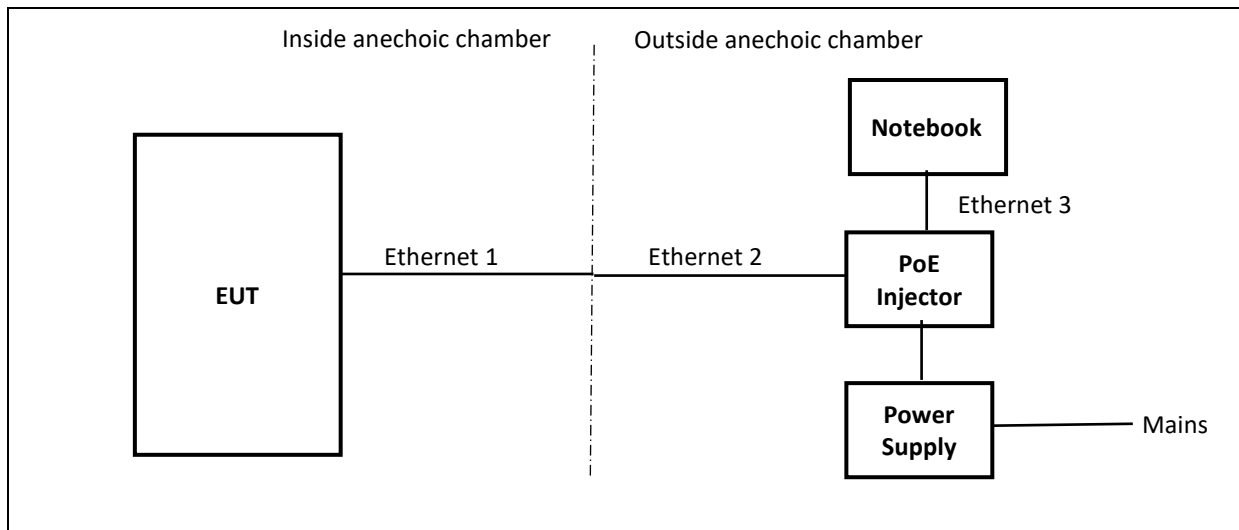 Inside anechoic chamber
Outside anechoic chamber
Notebook
Ethernet 3
Ethernet 1
Ethernet 2
EUT
PoE
Injector
Power
Supply
Mains